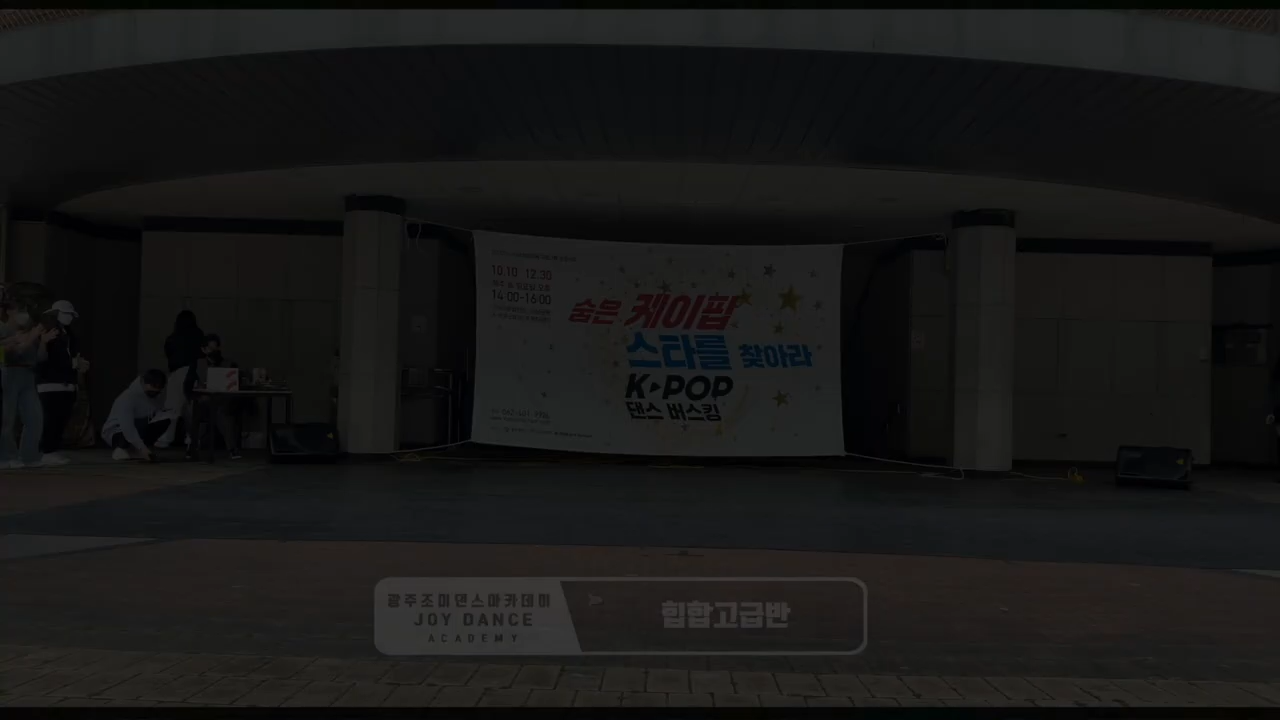 10.10 12.30
14:00-16:00
숨은 케이팝
스타를 찾아라
K-POP
댄스 버스킹
광주조이댄스아카데미
JOY DANCE
ACADEMY
힙합고급반